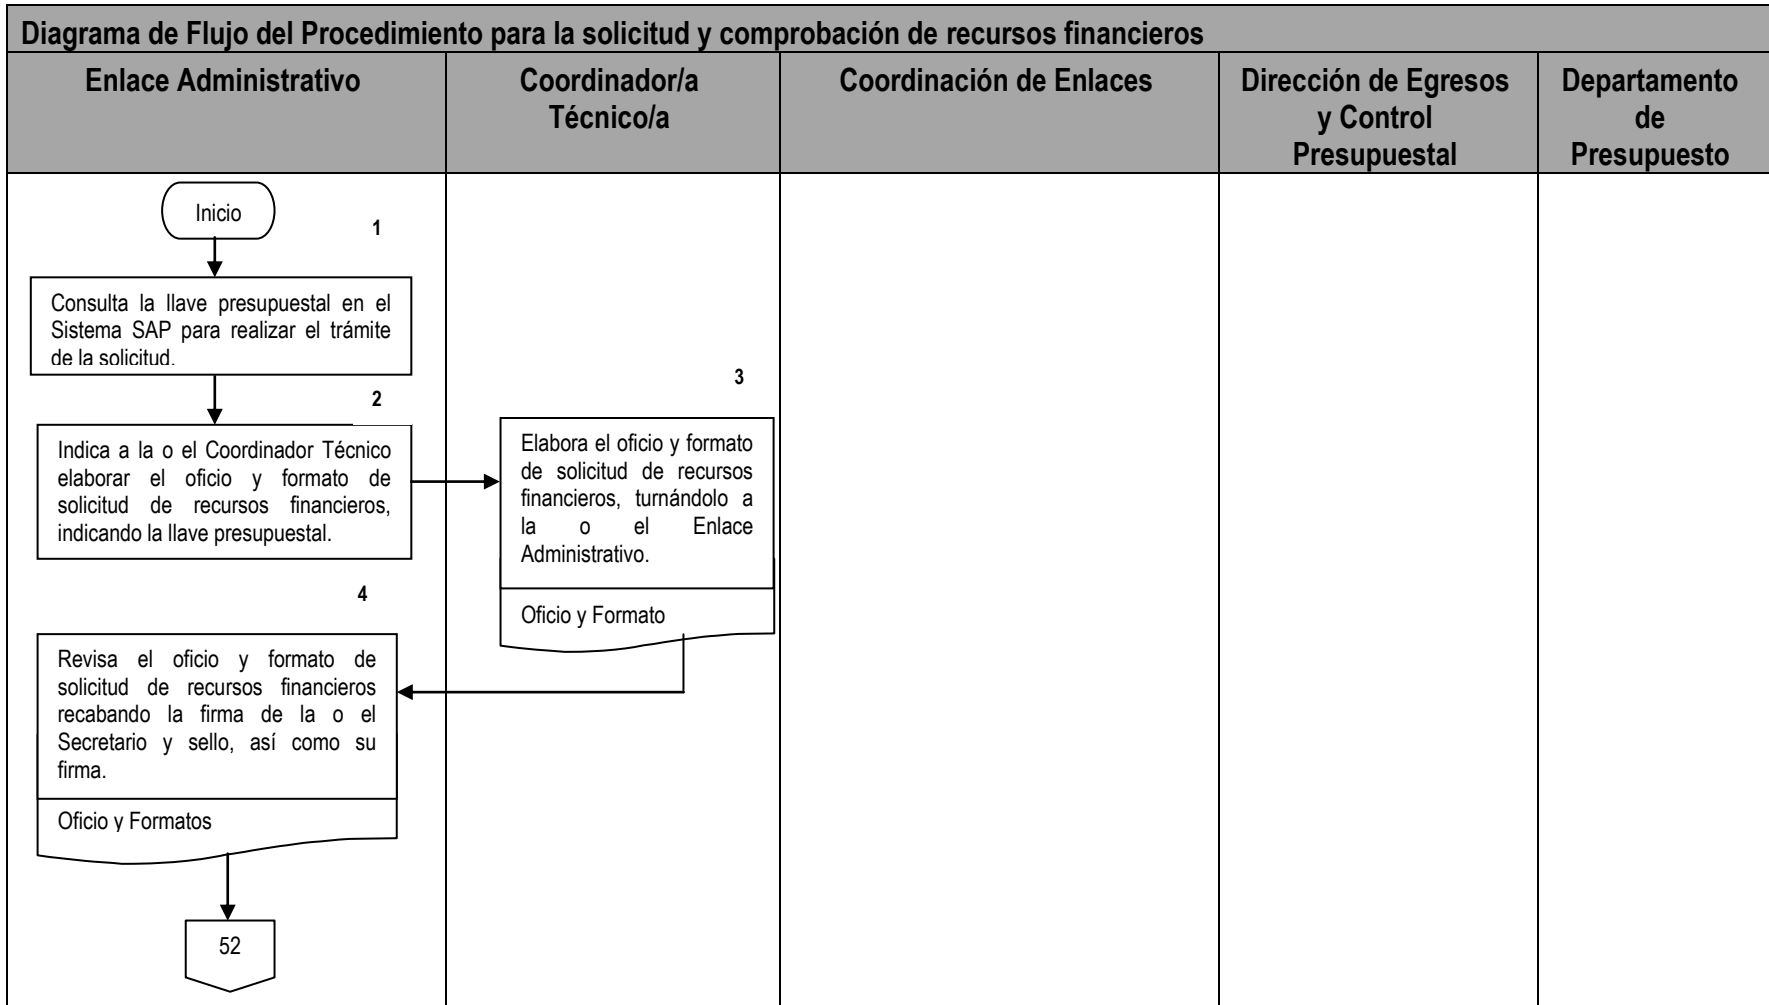 Diagrama de Flujo del Procedimiento para la solicitud y comprobación de recursos financieros
Enlace Administrativo
Coordinador/a
Técnico/a
Coordinación de Enlaces
Dirección de Egresos
y Control
Presupuestal
Departamento
de
Presupuesto
Inicio
1
Consulta la llave presupuestal en el
Sistema SAP para realizar el trámite
de la solicitud.
2
Indica a la o el Coordinador Técnico
elaborar el oficio y formato de
solicitud de recursos financieros,
indicando la llave presupuestal.
3
Elabora el oficio y formato
de solicitud de recursos
financieros, turnándolo a
la o el Enlace
Administrativo.
Oficio y Formato
4
Revisa el oficio y formato de
solicitud de recursos financieros
recabando la firma de la o el
Secretario y sello, así como su
firma.
Oficio y Formatos
52